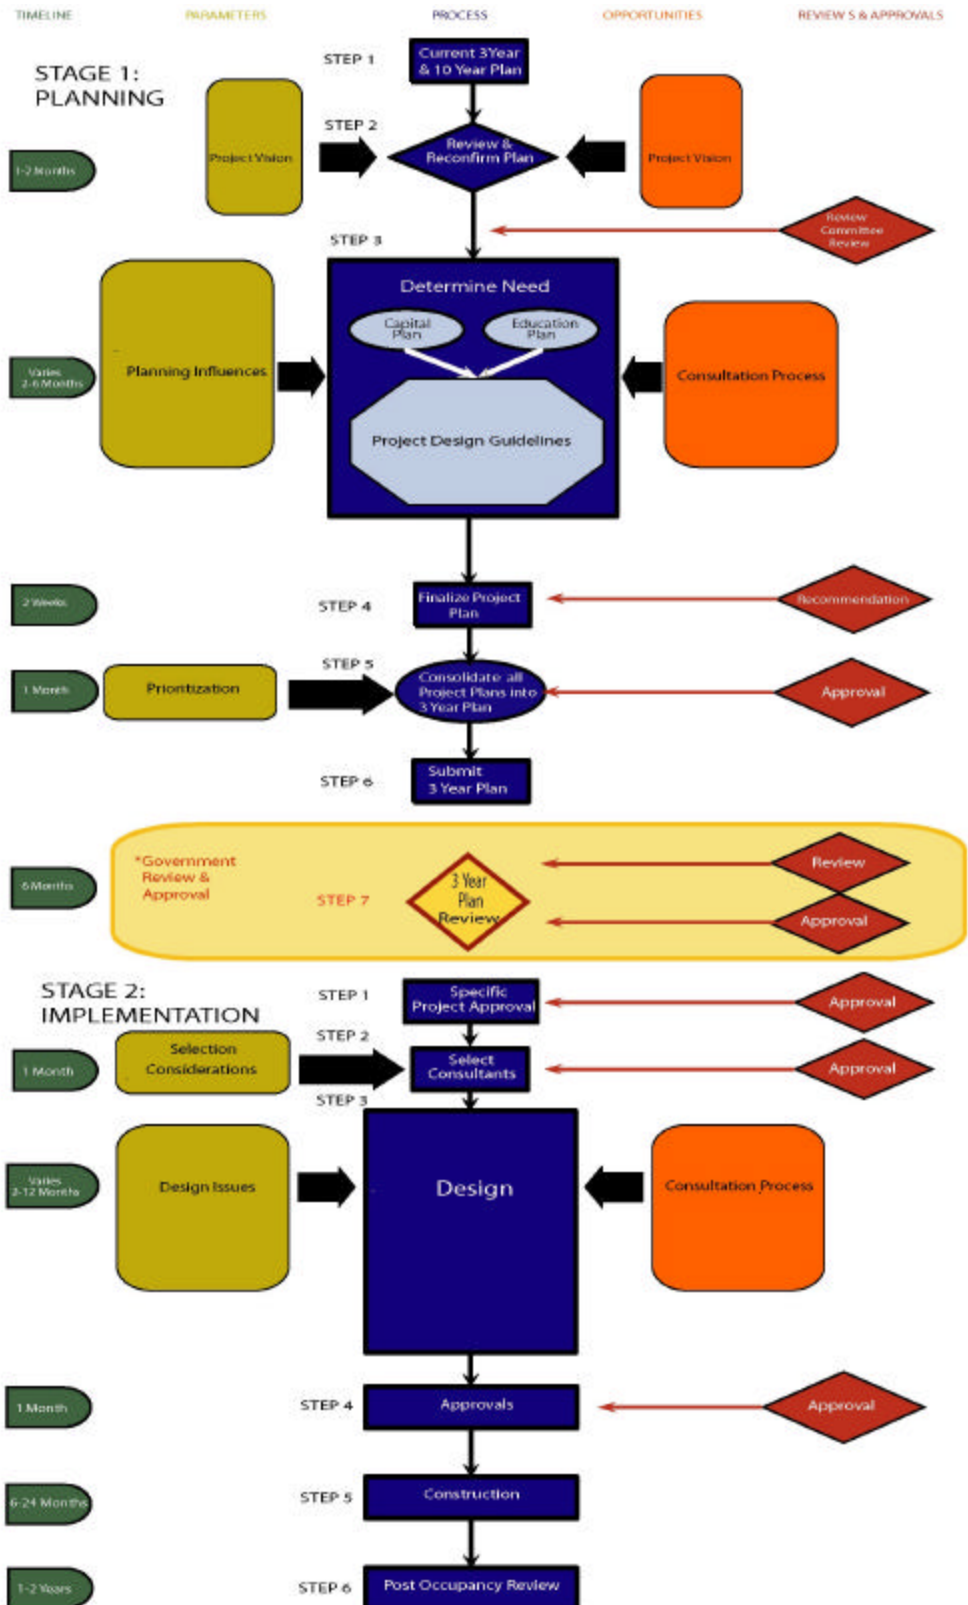 TIMELINE
PARAMETERS
PROCESS
OPPORTUNITIES
REVIEW S & APPROVALS
STAGE 1:
PLANNING
STEP 1
Current 3Year
& 10 Year Plan
STEP 2
1-2 Months
Project Vision
Review &
Reconfirm Plan
Project Vision
Review
Committee
Review
STEP 3
Determine Need
Capital
Plan
Education
Plan
Varies
2-6 Months
Planning Influences
Project Design Guidelines
Consultation Process
2 Weeks
STEP 4
Finalize Project
Plan
Recommendation
STEP 5
1 Month
Prioritization
Consolidate all
Project Plans into
3 Year Plan
Approval
STEP 6
Submit
3 Year Plan
6 Months
*Government
Review &
Approval
STEP 7
3 Year
Plan
Review
Review
Approval
STAGE 2:
IMPLEMENTATION
STEP 1
Specific
Project Approval
Approval
STEP 2
1 Month
Selection
Considerations
Select
Consultants
Approval
STEP 3
Varies
2-12 Months
Design Issues
Design
Consultation Process
1 Month
STEP 4
Approvals
Approval
6-24 Months
STEP 5
Construction
1-2 Years
STEP 6
Post Occupancy Review